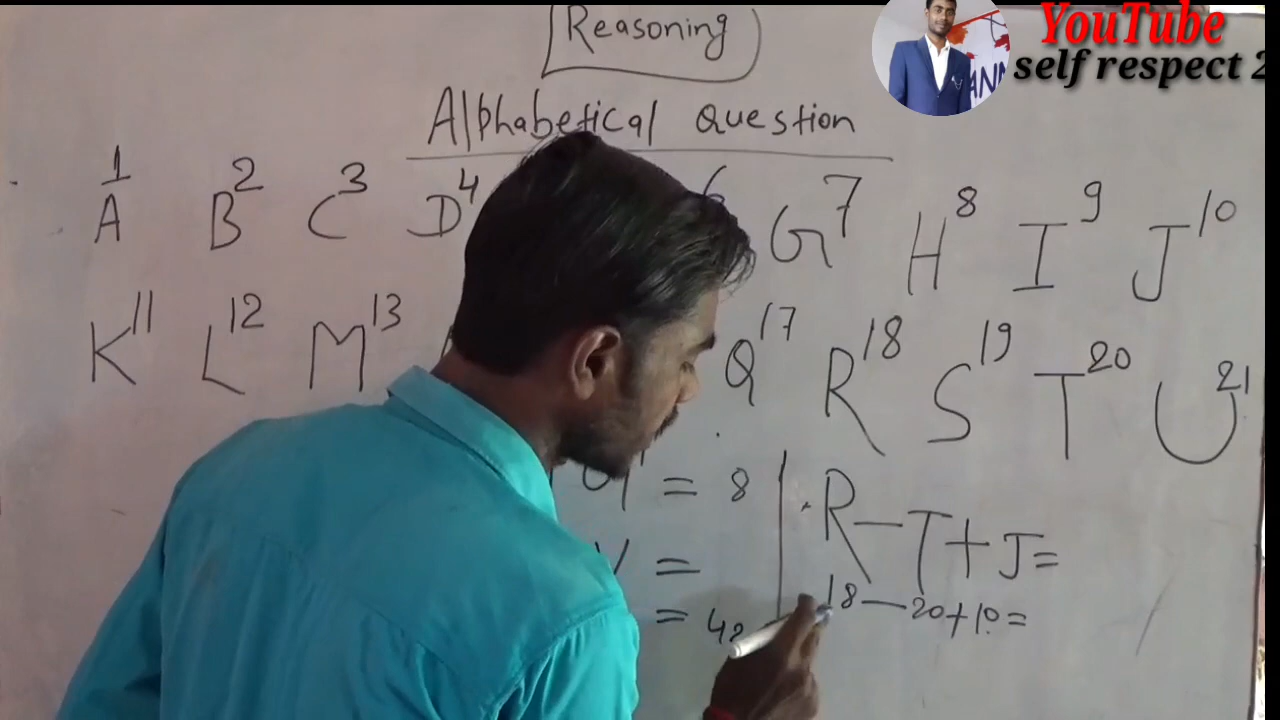 Reasoning
YouTube
self respect 2
ANN
Alphabetical Question
1 2 3 4 6 7 8 9 10
A B C D G H I J
11 12 13 17 18 19 20 21
K L M Q R S T U
= 8
R - T + J =
=
18 - 20 + 10 =
=